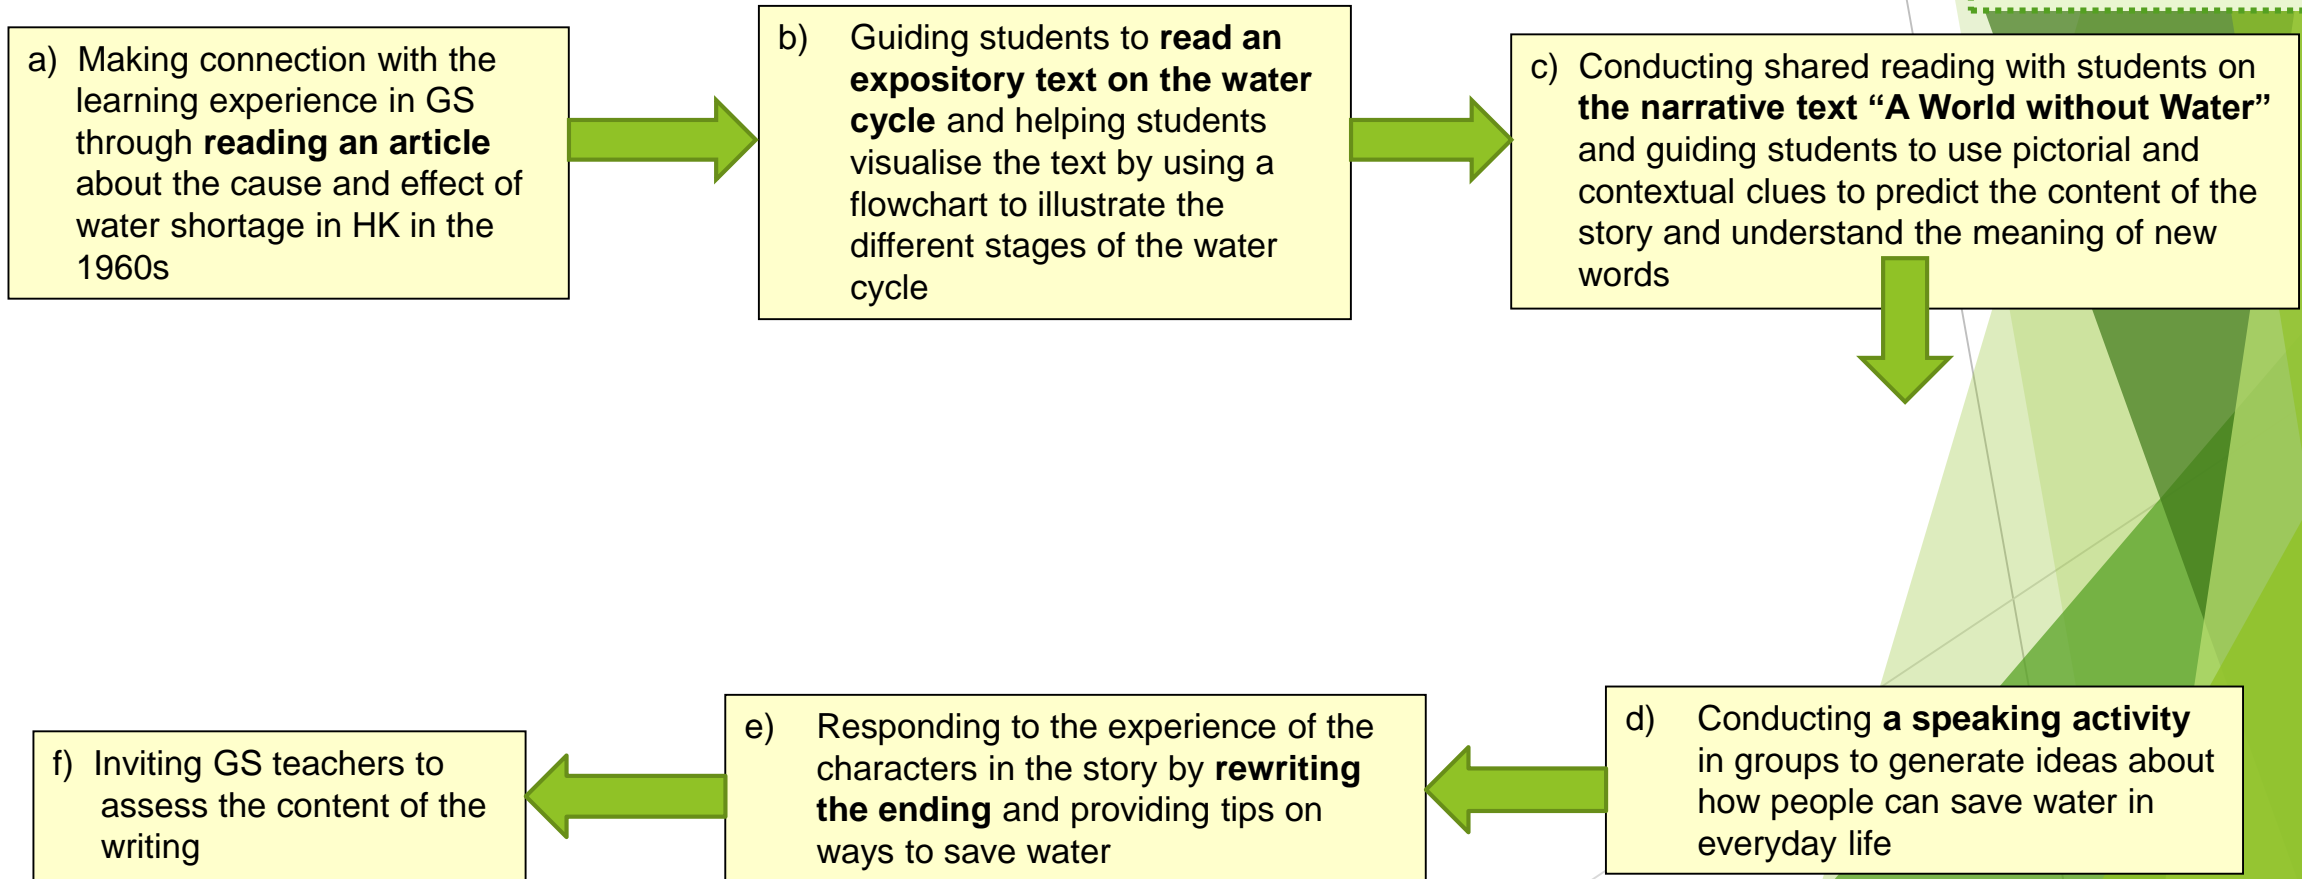 a) Making connection with the
learning experience in GS
through reading an article
about the cause and effect of
water shortage in HK in the
1960s
b) Guiding students to read an
expository text on the water
cycle and helping students
visualise the text by using a
flowchart to illustrate the
different stages of the water
cycle
c) Conducting shared reading with students on
the narrative text “A World without Water”
and guiding students to use pictorial and
contextual clues to predict the content of the
story and understand the meaning of new
words
d) Conducting a speaking activity
in groups to generate ideas about
how people can save water in
everyday life
e) Responding to the experience of the
characters in the story by rewriting
the ending and providing tips on
ways to save water
f) Inviting GS teachers to
assess the content of the
writing